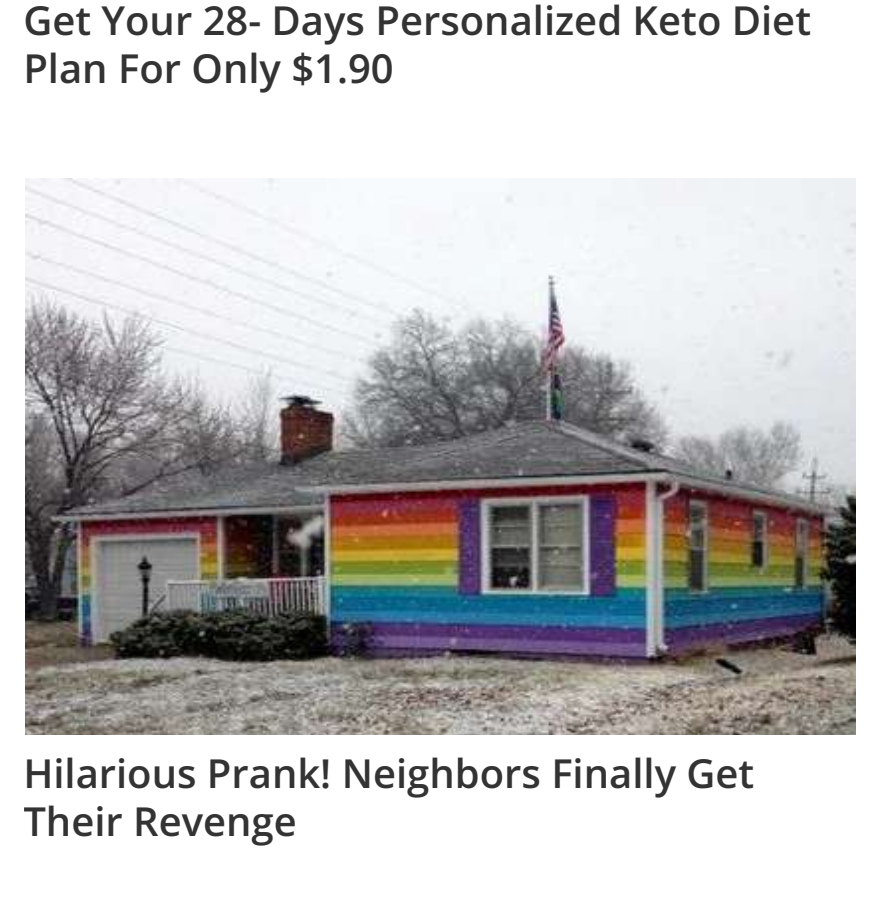 Get Your 28- Days Personalized Keto Diet
Plan For Only $1.90
Hilarious Prank! Neighbors Finally Get
Their Revenge